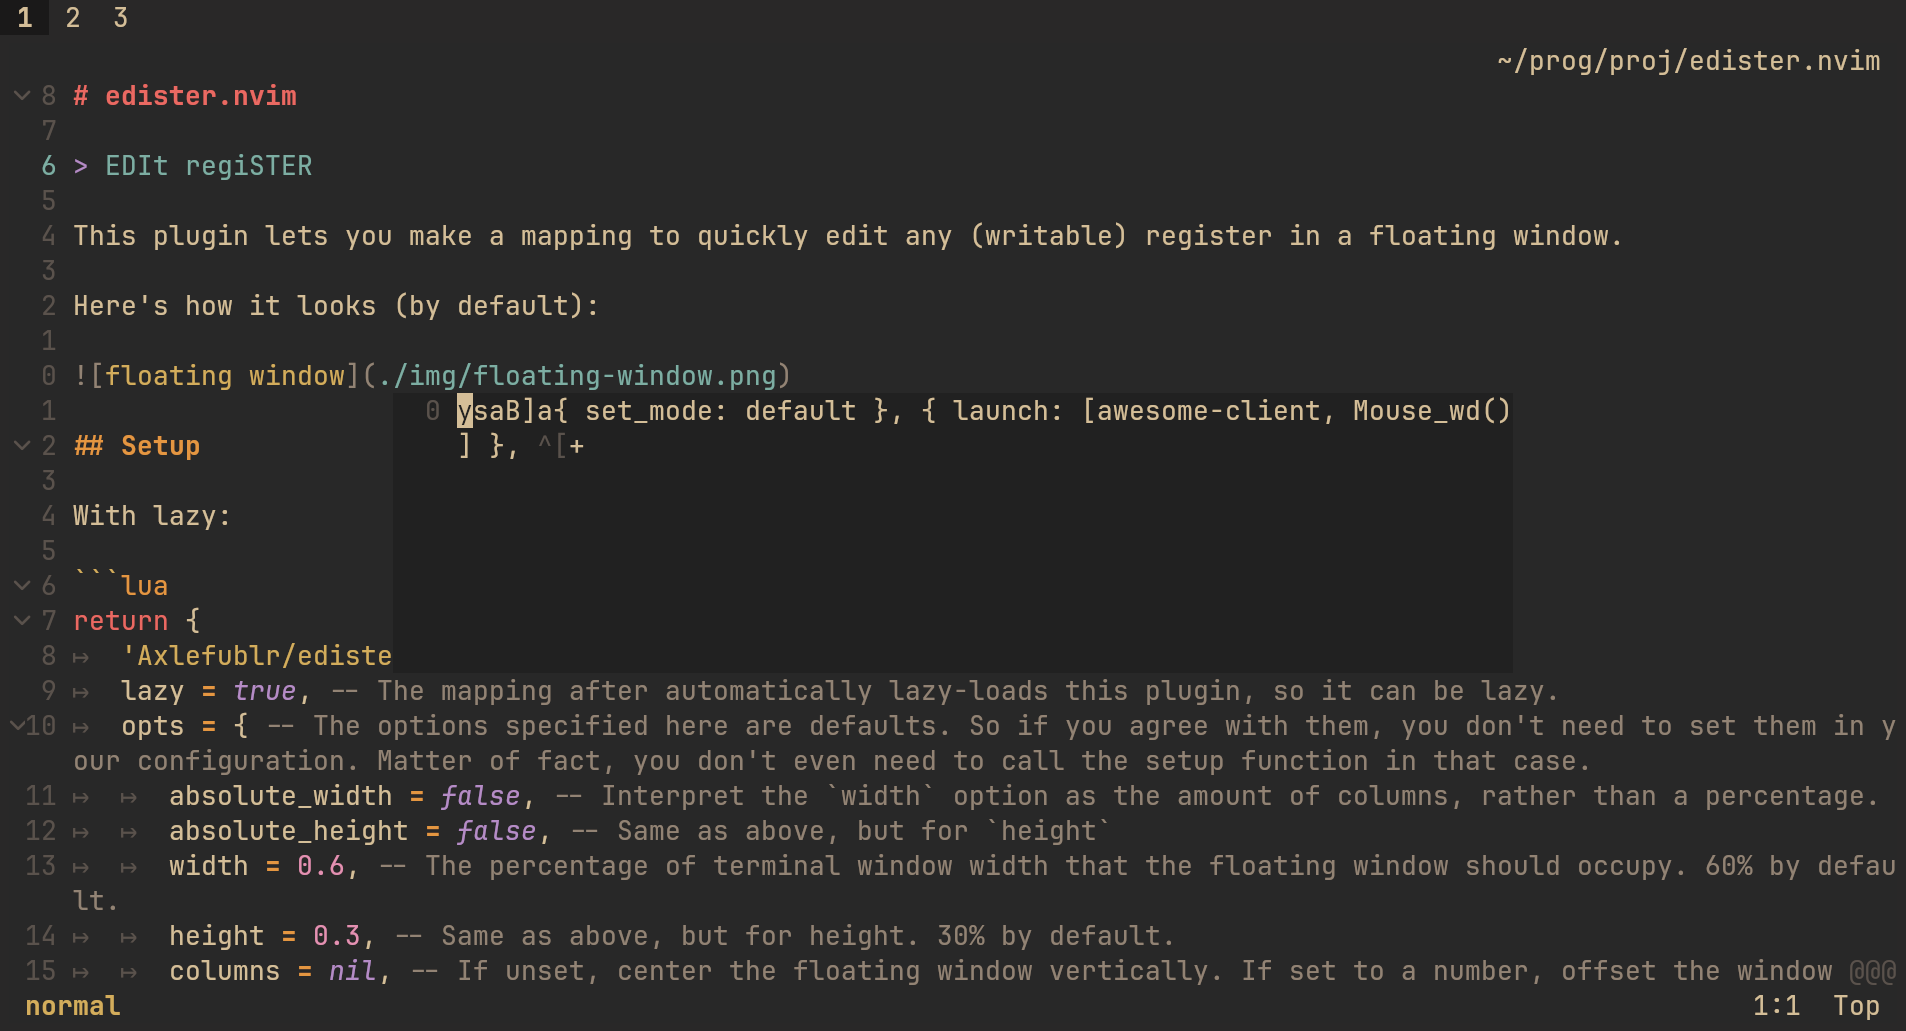 1 2 3
~/prog/proj/edister.nvim
8 # edister.nvim
7
6 > EDIt regiSTER
5
4 This plugin lets you make a mapping to quickly edit any (writable) register in a floating window.
3
2 Here's how it looks (by default):
1
0 ![floating window](./img/floating-window.png)
1
0 ysaB]a{ set_mode: default }, { launch: [awesome-client, Mouse_wd()
] }, ^[+
2 ## Setup
3
4 With lazy:
5
6 ```lua
7 return {
8 ↦ 'Axlefublr/ediste
9 ↦ lazy = true, -- The mapping after automatically lazy-loads this plugin, so it can be lazy.
10 ↦ opts = { -- The options specified here are defaults. So if you agree with them, you don't need to set them in y
our configuration. Matter of fact, you don't even need to call the setup function in that case.
11 ↦ ↦ absolute_width = false, -- Interpret the `width` option as the amount of columns, rather than a percentage.
12 ↦ ↦ absolute_height = false, -- Same as above, but for `height`
13 ↦ ↦ width = 0.6, -- The percentage of terminal window width that the floating window should occupy. 60% by defau
lt.
14 ↦ ↦ height = 0.3, -- Same as above, but for height. 30% by default.
15 ↦ ↦ columns = nil, -- If unset, center the floating window vertically. If set to a number, offset the window @@@
normal 1:1 Top